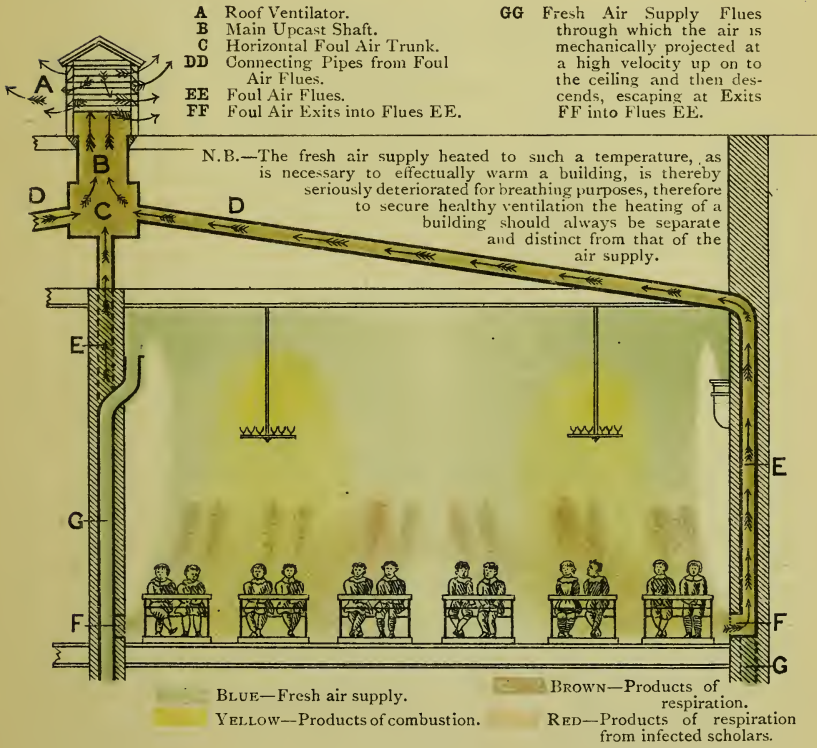 A Roof Ventilator.
B Main Upcast Shaft.
C Horizontal Foul Air Trunk.
DD Connecting Pipes from Foul
Air Flues.
EE Foul Air Flues.
FF Foul Air Exits into Flues EE.
GG Fresh Air Supply Flues
through which the air is
mechanically projected at
a high velocity up on to
the ceiling and then des-
cends, escaping at Exits
FF into Flues EE.
A
N.B.—The fresh air supply heated to such a temperature, as
is necessary to effectually warm a building, is thereby
seriously deteriorated for breathing purposes, therefore
to secure healthy ventilation the heating of a
building should always be separate
and distinct from that of the
air supply.
B
D
C
D
E
E
G
F
F
G
BLUE—Fresh air supply.
YELLOW—Products of combustion.
BROWN—Products of
respiration.
RED—Products of respiration
from infected scholars.